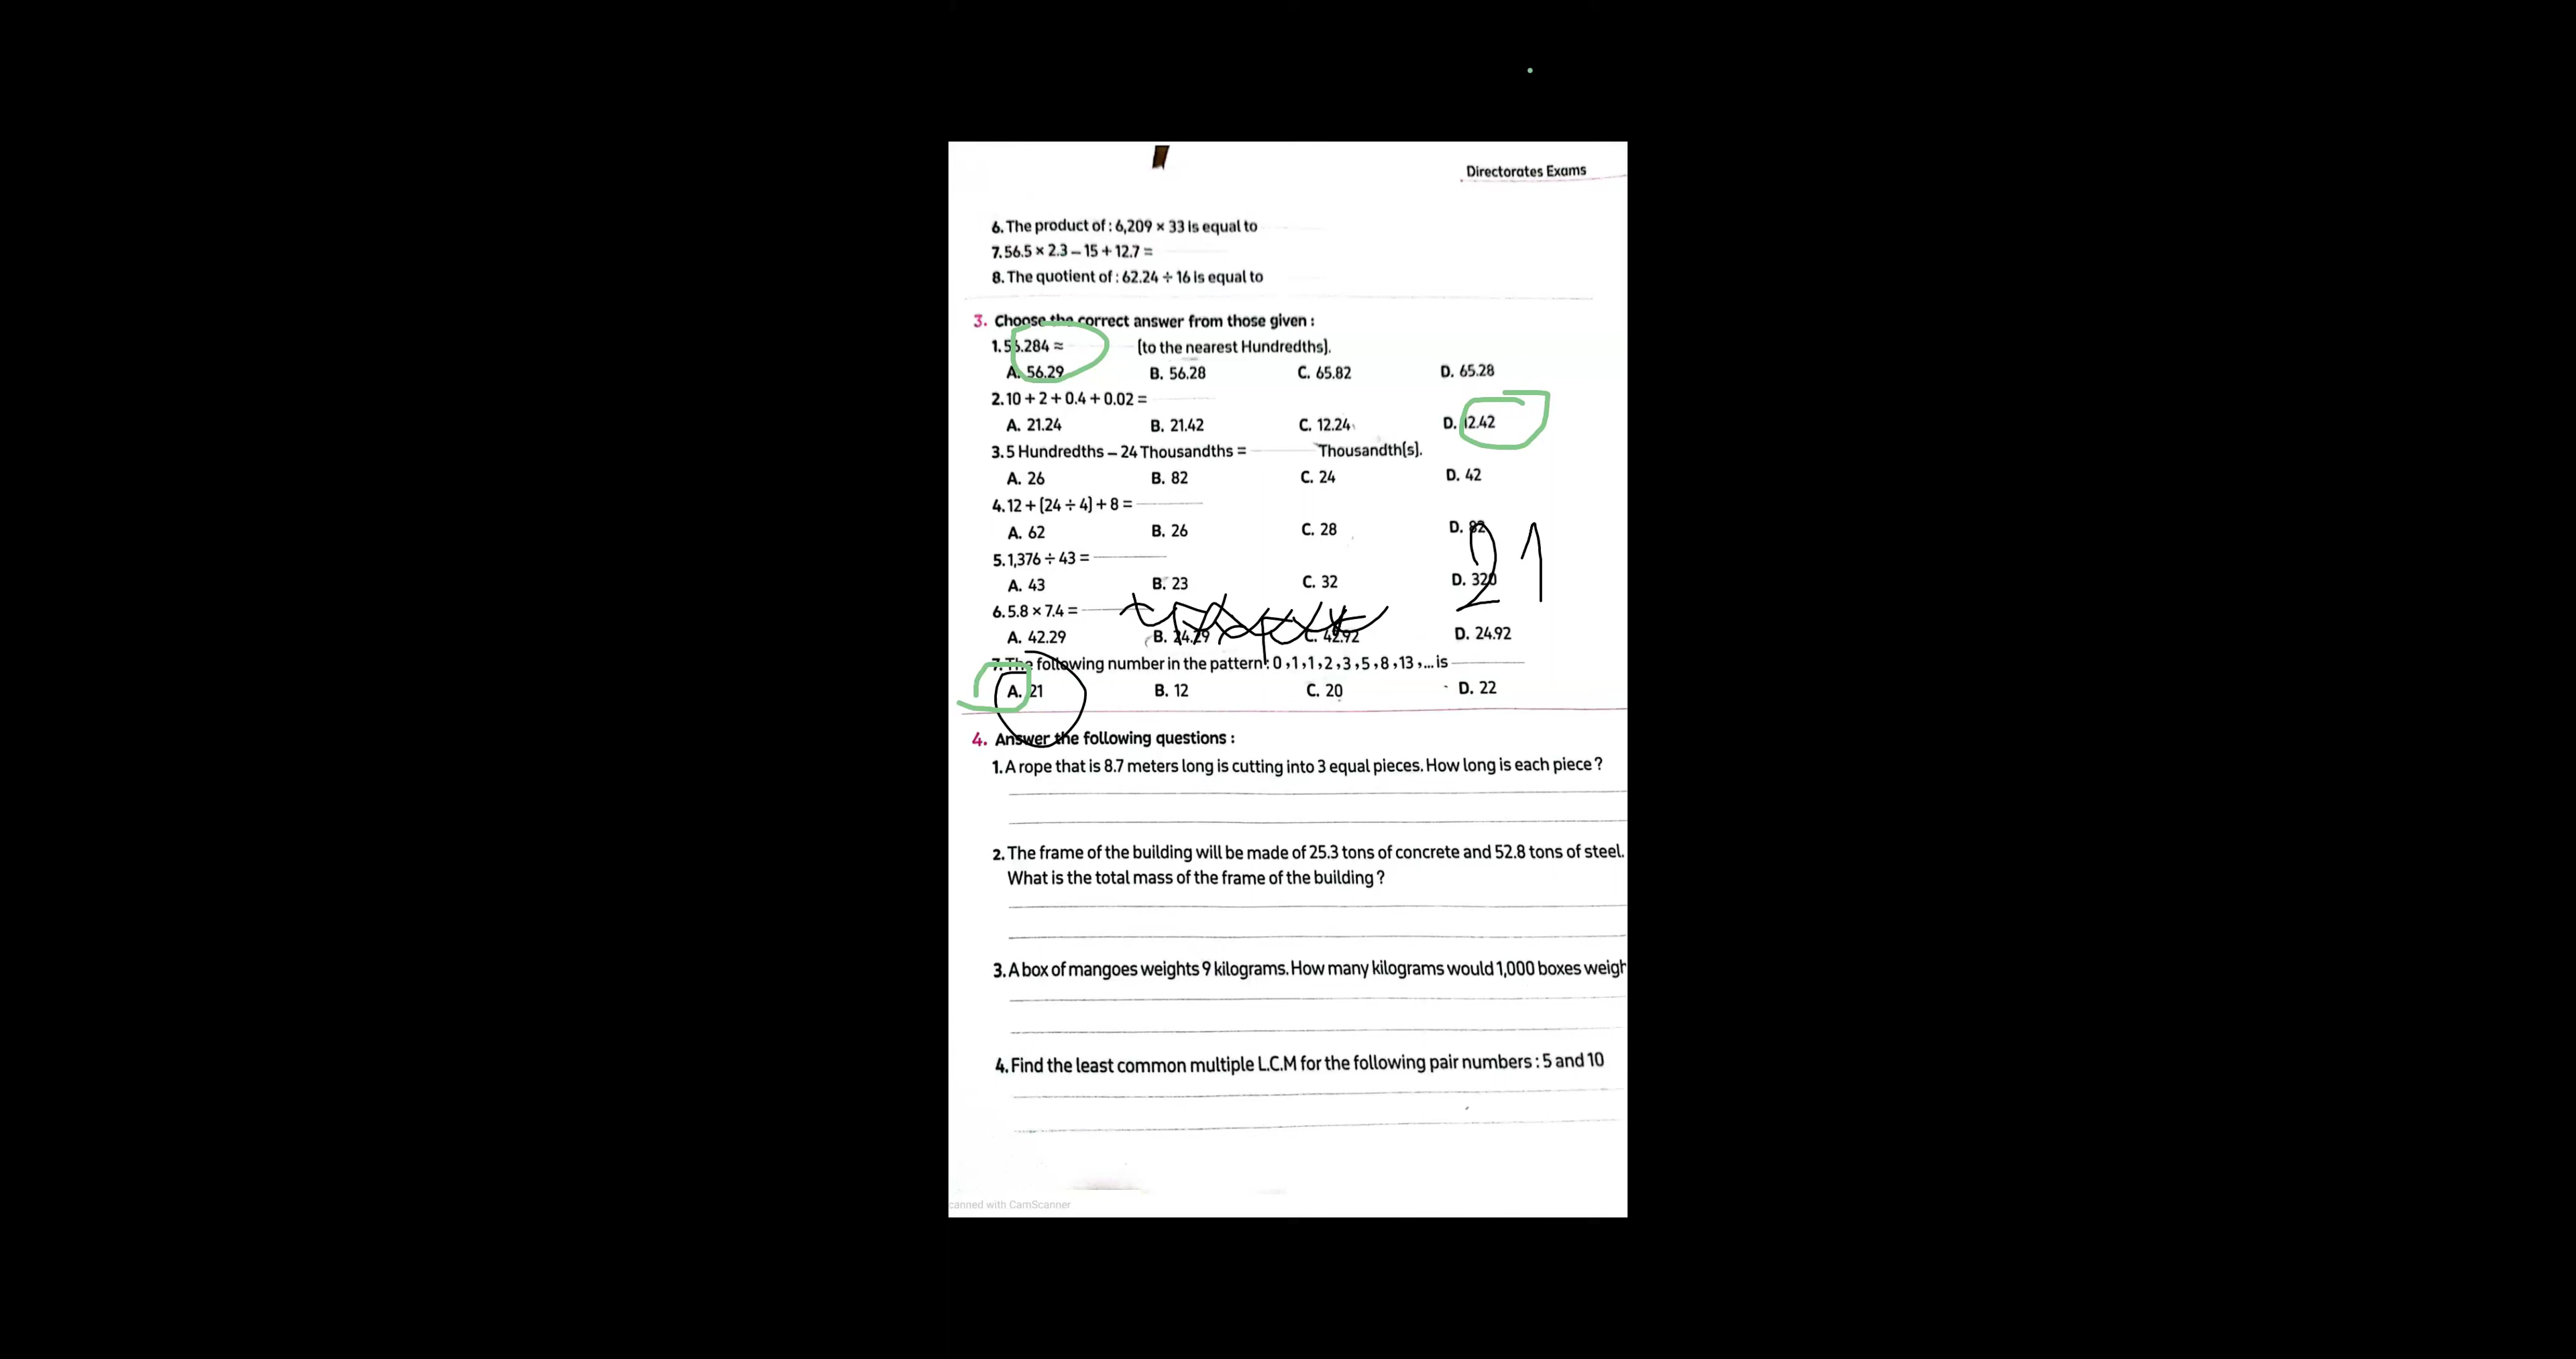 Directorates Exams
6. The product of : 6,209 × 33 is equal to
7. 56.5 × 2.3 – 15 + 12.7 =
8. The quotient of : 62.24 ÷ 16 is equal to
3. Choose the correct answer from those given :
1. 56.284 ≈ (to the nearest Hundredths).
A. 56.29 B. 56.28 C. 65.82 D. 65.28
2. 10 + 2 + 0.4 + 0.02 =
A. 21.24 B. 21.42 C. 12.24 D. 12.42
3. 5 Hundredths – 24 Thousandths = Thousandth(s).
A. 26 B. 82 C. 24 D. 42
4. 12 + (24 ÷ 4) + 8 =
A. 62 B. 26 C. 28 D. 82
21
5. 1,376 ÷ 43 =
A. 43 B. 23 C. 32 D. 320
6. 5.8 × 7.4 =
A. 42.29 B. 24.29 C. 42.92 D. 24.92
7. The following number in the pattern : 0 , 1 , 1 , 2 , 3 , 5 , 8 , 13 , ... is
A. 21 B. 12 C. 20 D. 22
4. Answer the following questions :
1. A rope that is 8.7 meters long is cutting into 3 equal pieces. How long is each piece ?
2. The frame of the building will be made of 25.3 tons of concrete and 52.8 tons of steel.
What is the total mass of the frame of the building ?
3. A box of mangoes weights 9 kilograms. How many kilograms would 1,000 boxes weigh
4. Find the least common multiple L.C.M for the following pair numbers : 5 and 10
canned with CamScanner